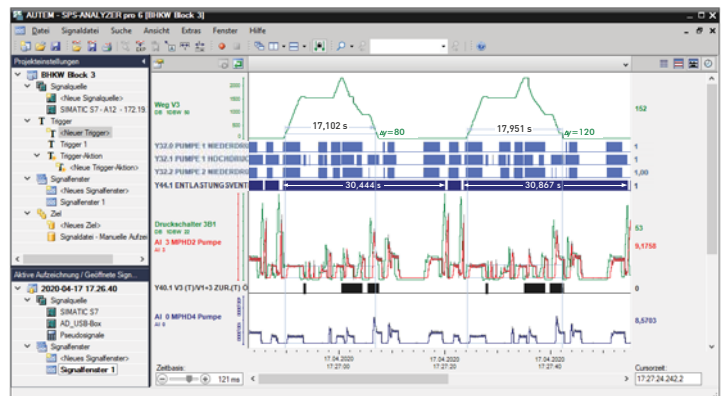 AUTEM - SPS-ANALYZER pro 6 [BHKW Block 3]
Datei Signaldatei Suche Ansicht Extras Fenster Hilfe
Projekteinstellungen
BHKW Block 3
Signalquelle
<Neue Signalquelle>
SIMATIC S7 - A12 - 172.19.
Trigger
<Neuer Trigger>
Trigger 1
Trigger-Aktion
<Neue Trigger-Aktion>
Signalfenster
<Neues Signalfenster>
Signalfenster 1
Ziel
<Neues Ziel>
Signaldatei - Manuelle Aufzei
Aktive Aufzeichnung / Geöffnete Sign...
2020-04-17 17.26.40
Signalquelle
SIMATIC S7
AD_USB-Box
Pseudosignale
Signalfenster
<Neues Signalfenster>
Signalfenster 1
Weg V3
2000
1500
1000
500
0
17,102 s
Δy=80
17,951 s
Δy=120
152
Y32.0 PUMPE 1 NIEDERDRU
1
Y32.1 PUMPE 1 HOCHDRUC
1
Y32.2 PUMPE 2 NIEDERDRU
1,00
Y44.1 ENTLASTUNGSVENT
30,444 s
30,867 s
1
Druckschalter 3B1
53
AI 3 MPHD2 Pumpe
9,1758
AI 3
Y40.1 V3 (T)/V1+3 ZUR.(T) Ö
0
AI 0 MPHD4 Pumpe
8,5783
AI 0
17.04.2020
17:27:00
17.04.2020
17:27:20
17.04.2020
17:27:40
Zeitbasis:
121 ms
Cursorzeit:
17:27:24.242,2